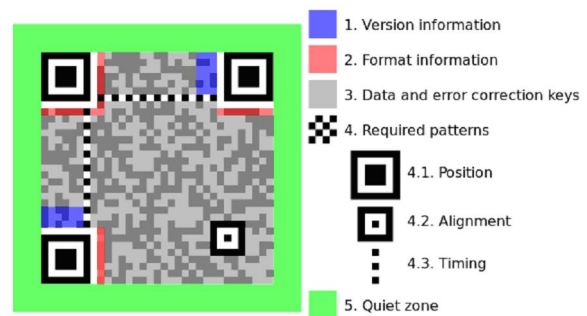 1. Version information
2. Format information
3. Data and error correction keys
4. Required patterns
4.1. Position
4.2. Alignment
4.3. Timing
5. Quiet zone